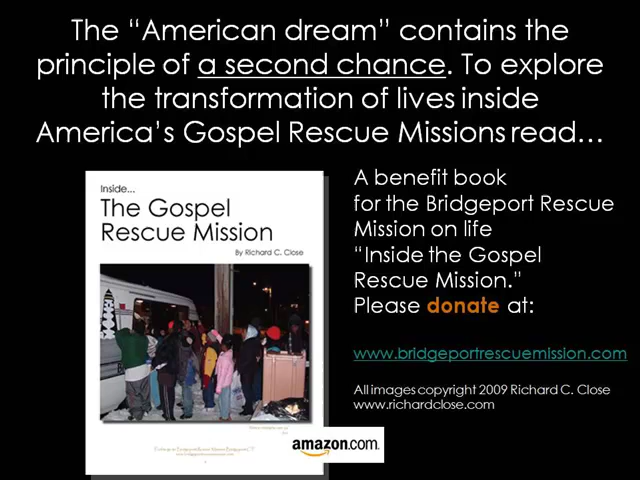 The “American dream” contains the
principle of a second chance. To explore
the transformation of lives inside
America’s Gospel Rescue Missions read…
Inside...
The Gospel
Rescue Mission
By Richard C. Close
A benefit book
for the Bridgeport Rescue
Mission on life
“Inside the Gospel
Rescue Mission.”
Please donate at:
www.bridgeportrescuemission.com
All images copyright 2009 Richard C. Close
www.richardclose.com
amazon.com.